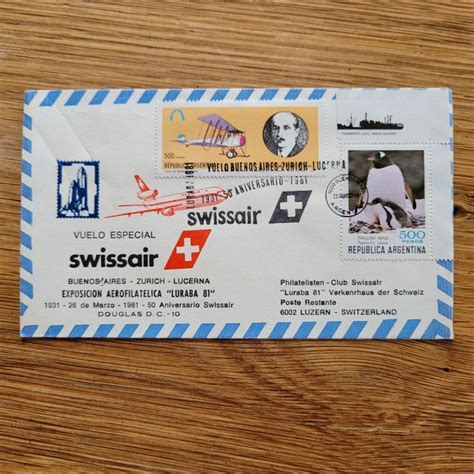 500
REPUBLICA ARGENTINA
VUELO BUENOS AIRES-ZURICH-LUCERNA
1931-50 ANIVERSARIO-1981
swissair
500
PESOS
REPUBLICA ARGENTINA
VUELO ESPECIAL
swissair
BUENOS AIRES - ZURICH - LUCERNA
EXPOSICION AEROFILATELICA "LURABA 81"
1931 - 26 de Marzo - 1981 - 50 Aniversario Swissair
DOUGLAS D.C. - 10
Philatelisten - Club Swissair
"Luraba 81" Verkehrhaus der Schweiz
Poste Restante
6002 LUZERN - SWITZERLAND